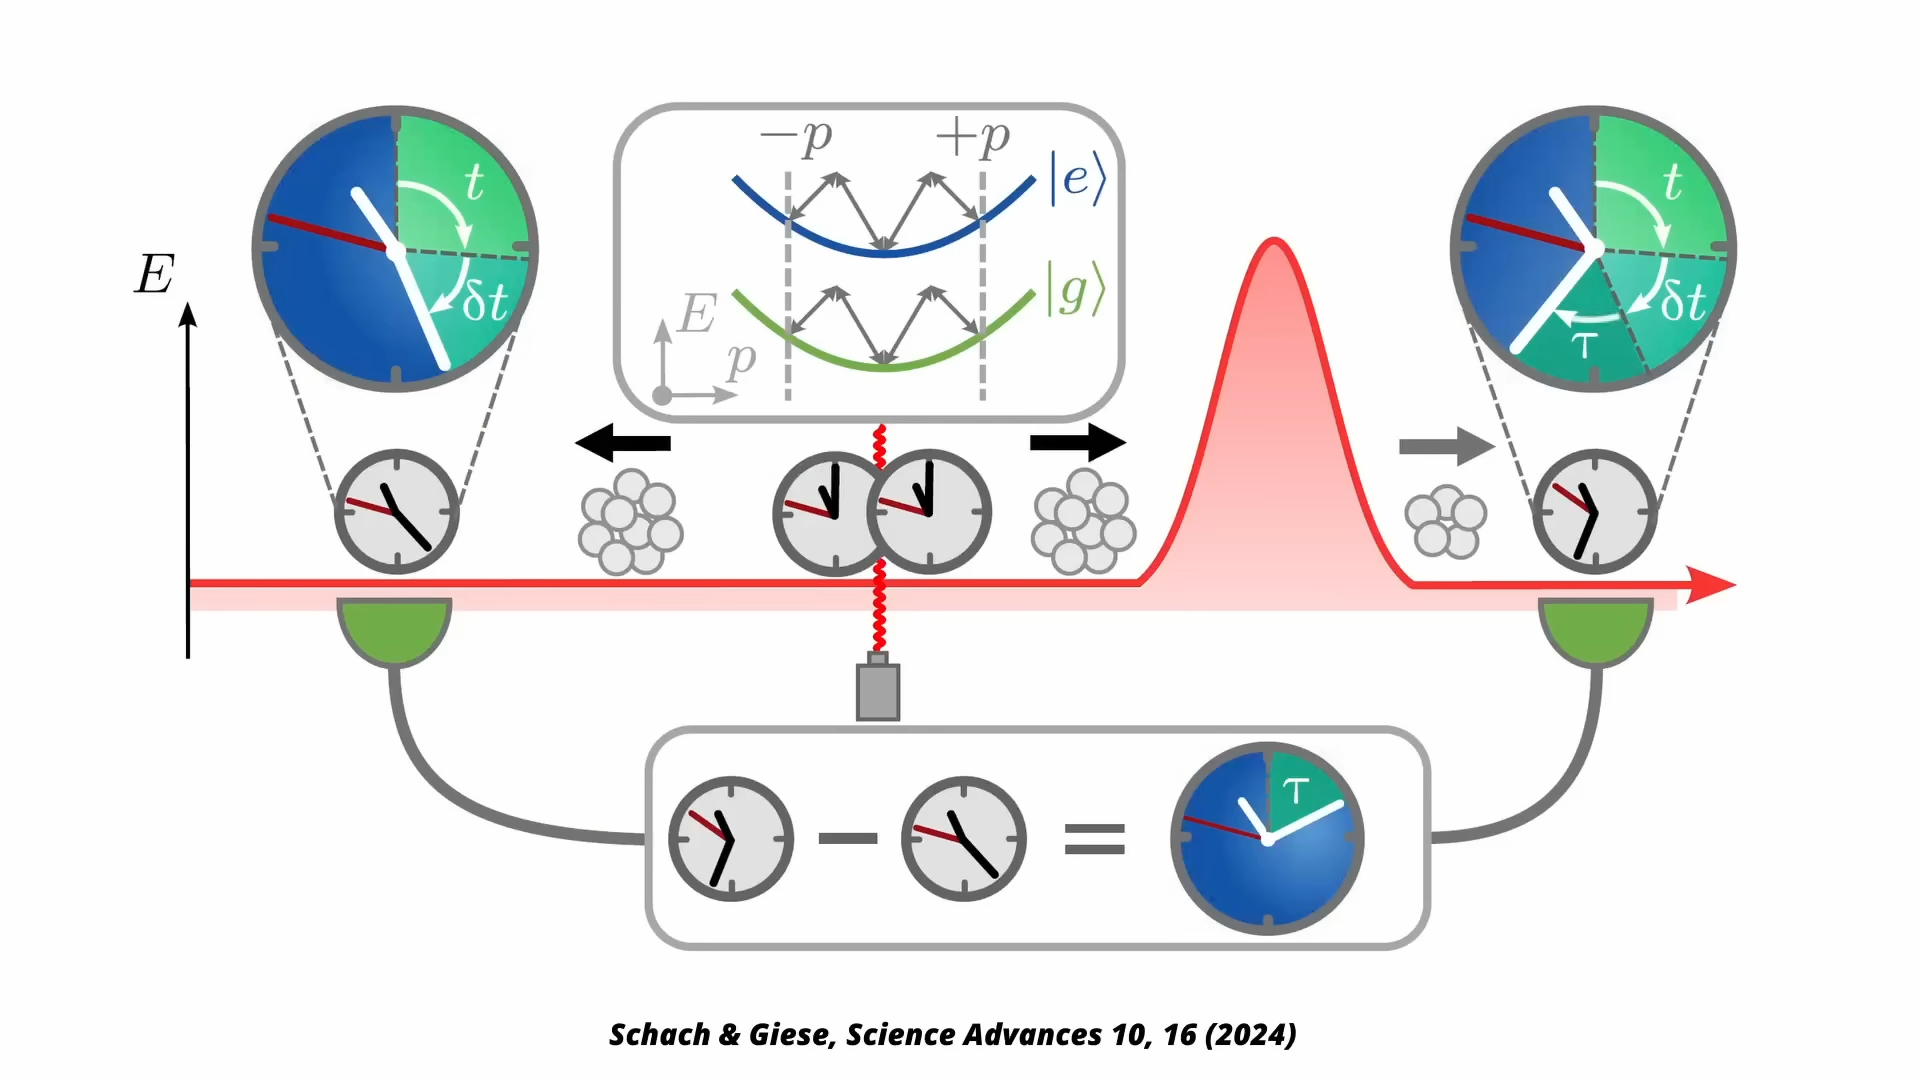 −p
+p
|e⟩
t
t
E
δt
E
|g⟩
δt
p
τ
τ
Schach & Giese, Science Advances 10, 16 (2024)